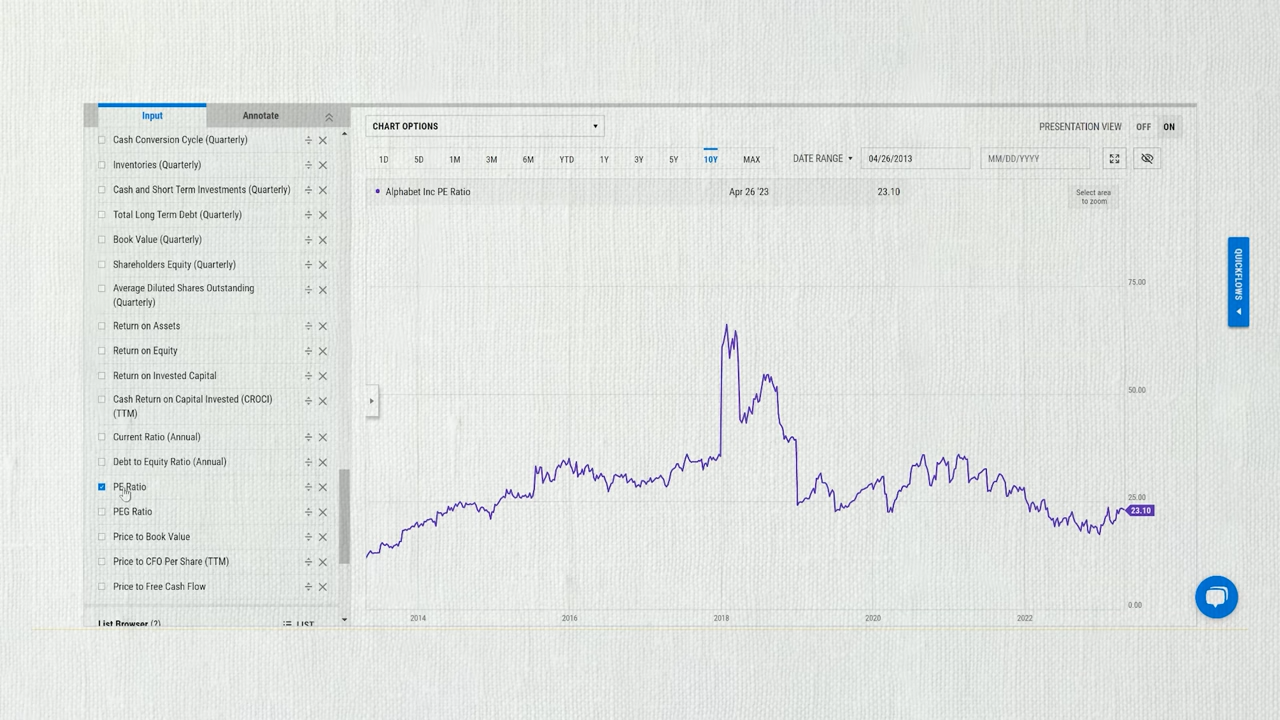 Input
Annotate
Cash Conversion Cycle (Quarterly)
Inventories (Quarterly)
Cash and Short Term Investments (Quarterly)
Total Long Term Debt (Quarterly)
Book Value (Quarterly)
Shareholders Equity (Quarterly)
Average Diluted Shares Outstanding
(Quarterly)
Return on Assets
Return on Equity
Return on Invested Capital
Cash Return on Capital Invested (CROCI)
(TTM)
Current Ratio (Annual)
Debt to Equity Ratio (Annual)
PE Ratio
PEG Ratio
Price to Book Value
Price to CFO Per Share (TTM)
Price to Free Cash Flow
List Browser (?)
LIST
CHART OPTIONS
PRESENTATION VIEW OFF ON
1D 5D 1M 3M 6M YTD 1Y 3Y 5Y 10Y MAX
DATE RANGE 04/26/2013 MM/DD/YYYY
Alphabet Inc PE Ratio Apr 26 '23 23.10
Select area
to zoom
75.00
50.00
25.00
23.10
0.00
2014 2016 2018 2020 2022
QUICKFLOWS